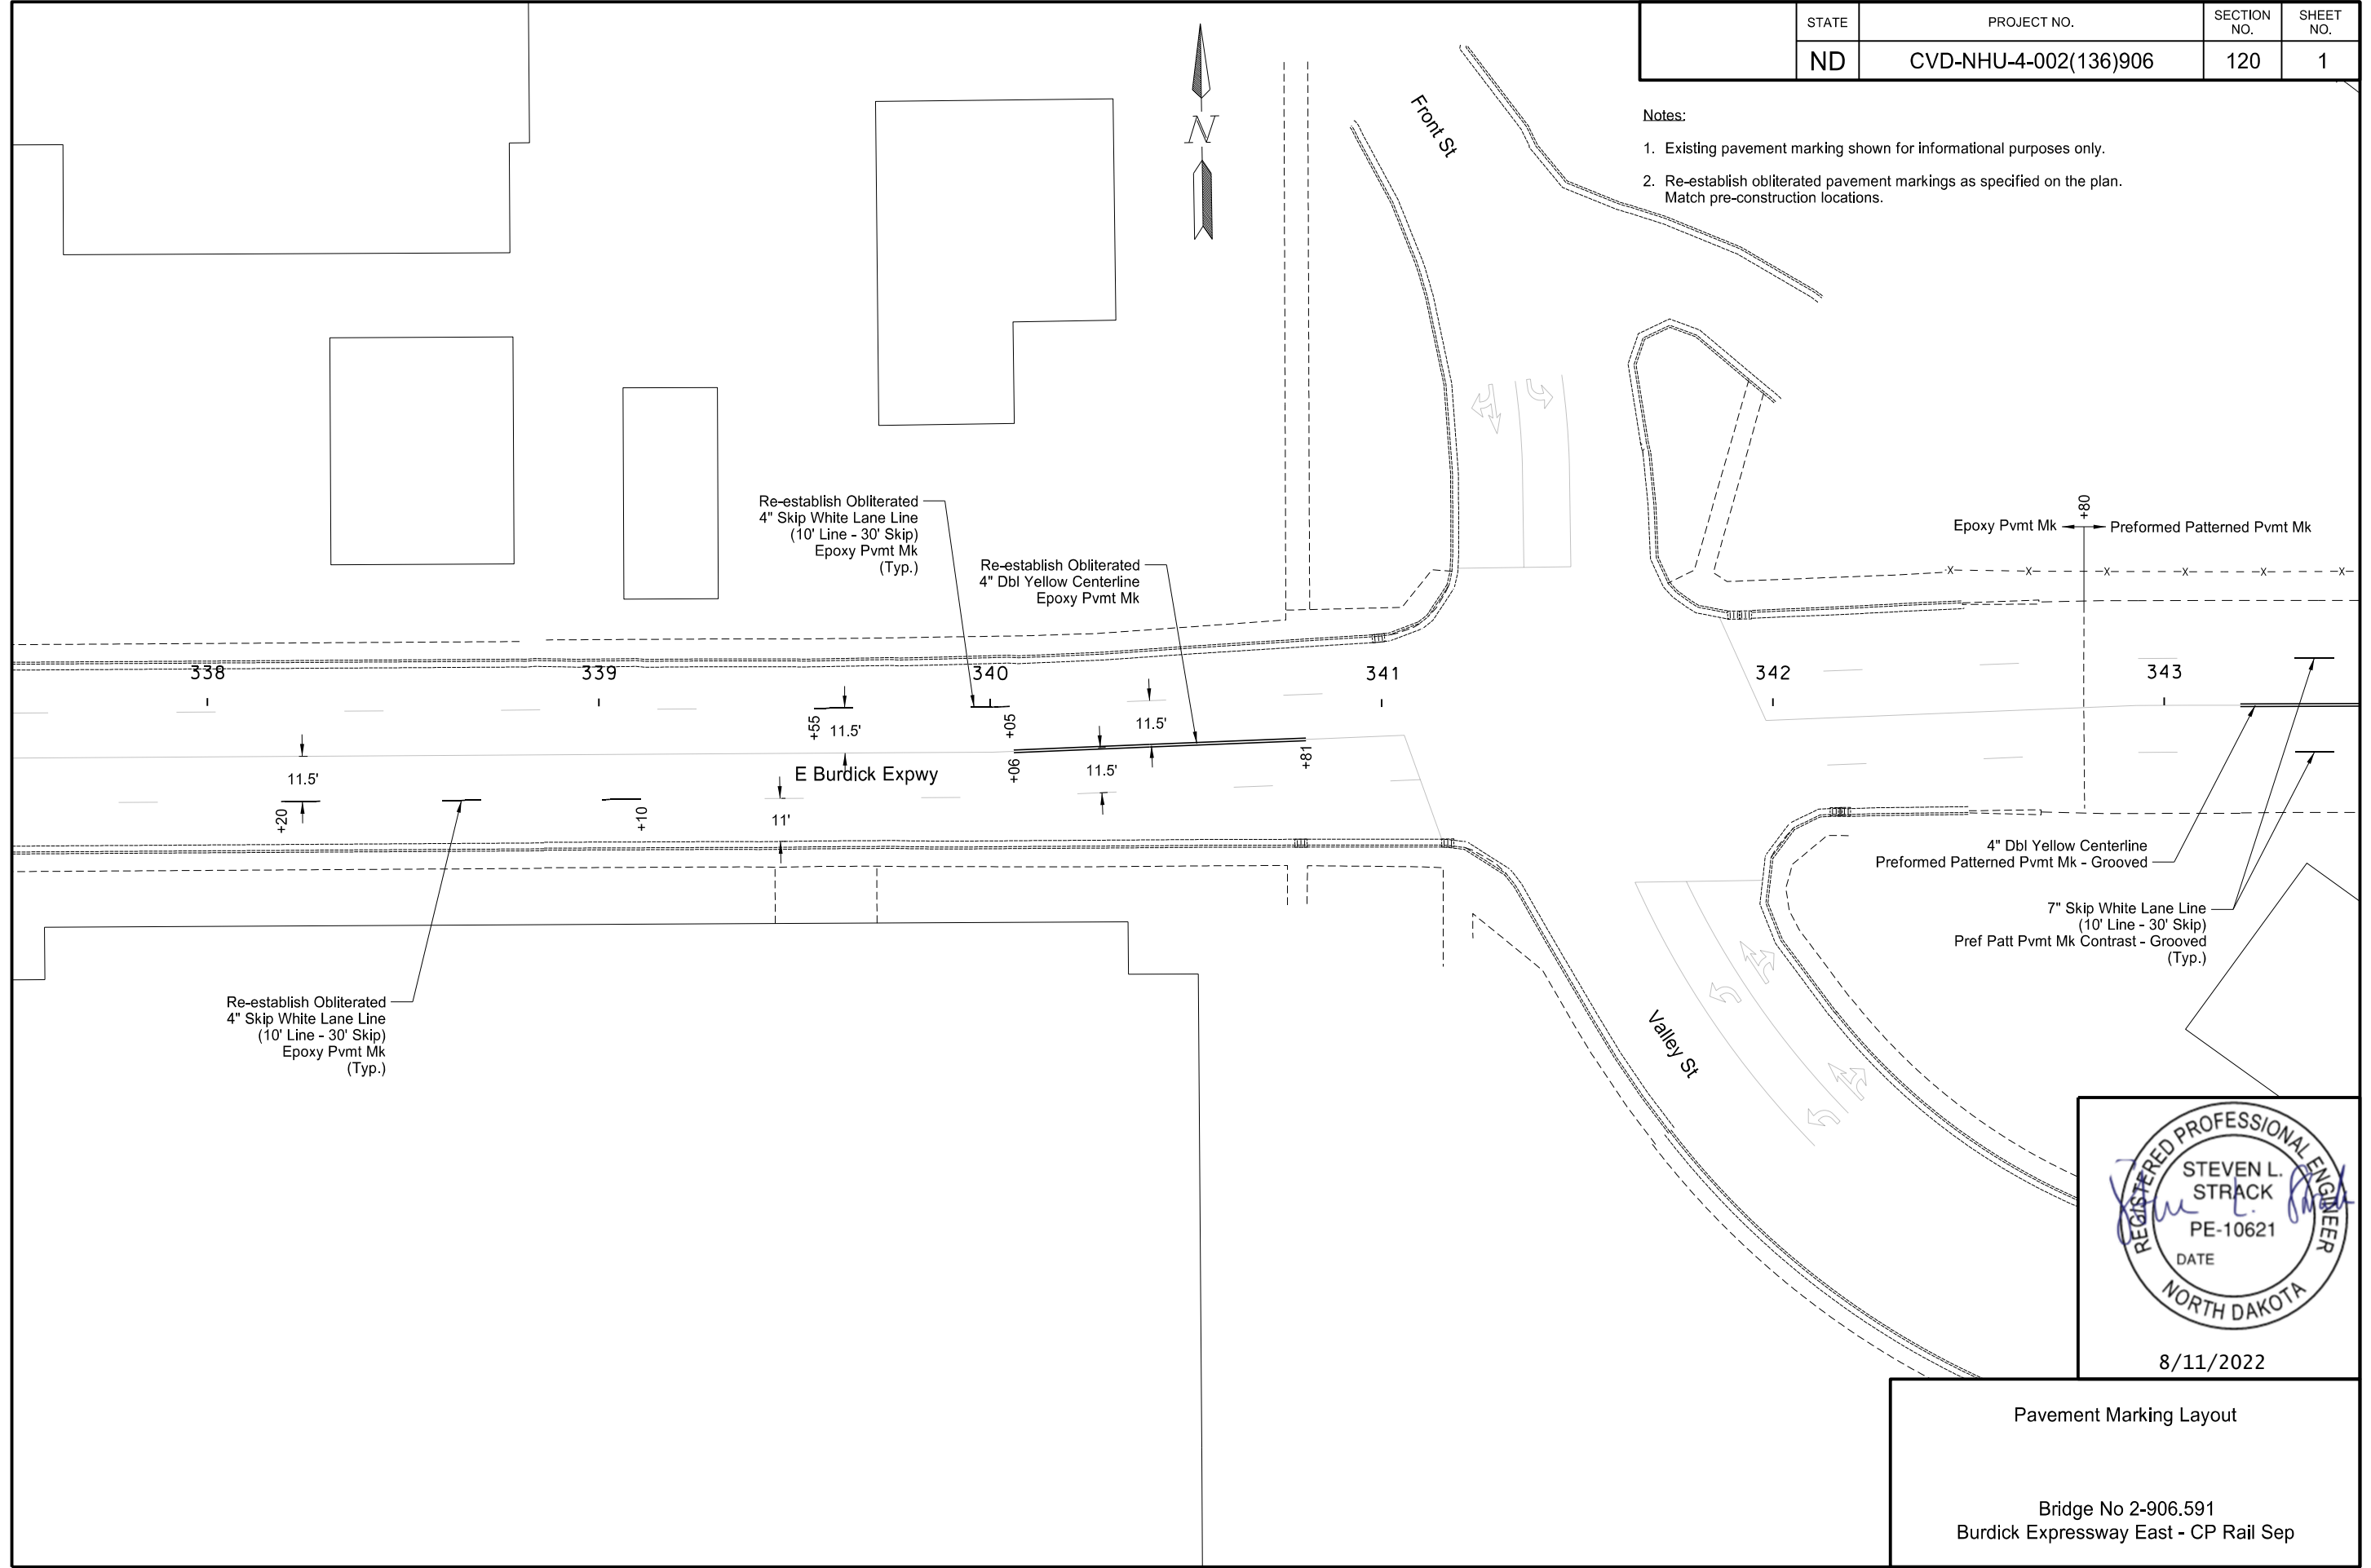 STATE
PROJECT NO.
SECTION
NO.
SHEET
NO.
ND
CVD-NHU-4-002(136)906
120
1
Notes:
1. Existing pavement marking shown for informational purposes only.
2. Re-establish obliterated pavement markings as specified on the plan.
Match pre-construction locations.
N
Front St
Re-establish Obliterated
4" Skip White Lane Line
(10' Line - 30' Skip)
Epoxy Pvmt Mk
(Typ.)
Re-establish Obliterated
4" Dbl Yellow Centerline
Epoxy Pvmt Mk
+80
Epoxy Pvmt Mk
Preformed Patterned Pvmt Mk
X X X X X X
338
339
340
341
342
343
+55
11.5'
+05
11.5'
11.5'
E Burdick Expwy
+06
11.5'
+81
+20
+10
11'
4" Dbl Yellow Centerline
Preformed Patterned Pvmt Mk - Grooved
7" Skip White Lane Line
(10' Line - 30' Skip)
Pref Patt Pvmt Mk Contrast - Grooved
(Typ.)
Re-establish Obliterated
4" Skip White Lane Line
(10' Line - 30' Skip)
Epoxy Pvmt Mk
(Typ.)
Valley St
REGISTERED PROFESSIONAL ENGINEER
STEVEN L.
STRACK
PE-10621
DATE
NORTH DAKOTA
8/11/2022
Pavement Marking Layout
Bridge No 2-906.591
Burdick Expressway East - CP Rail Sep